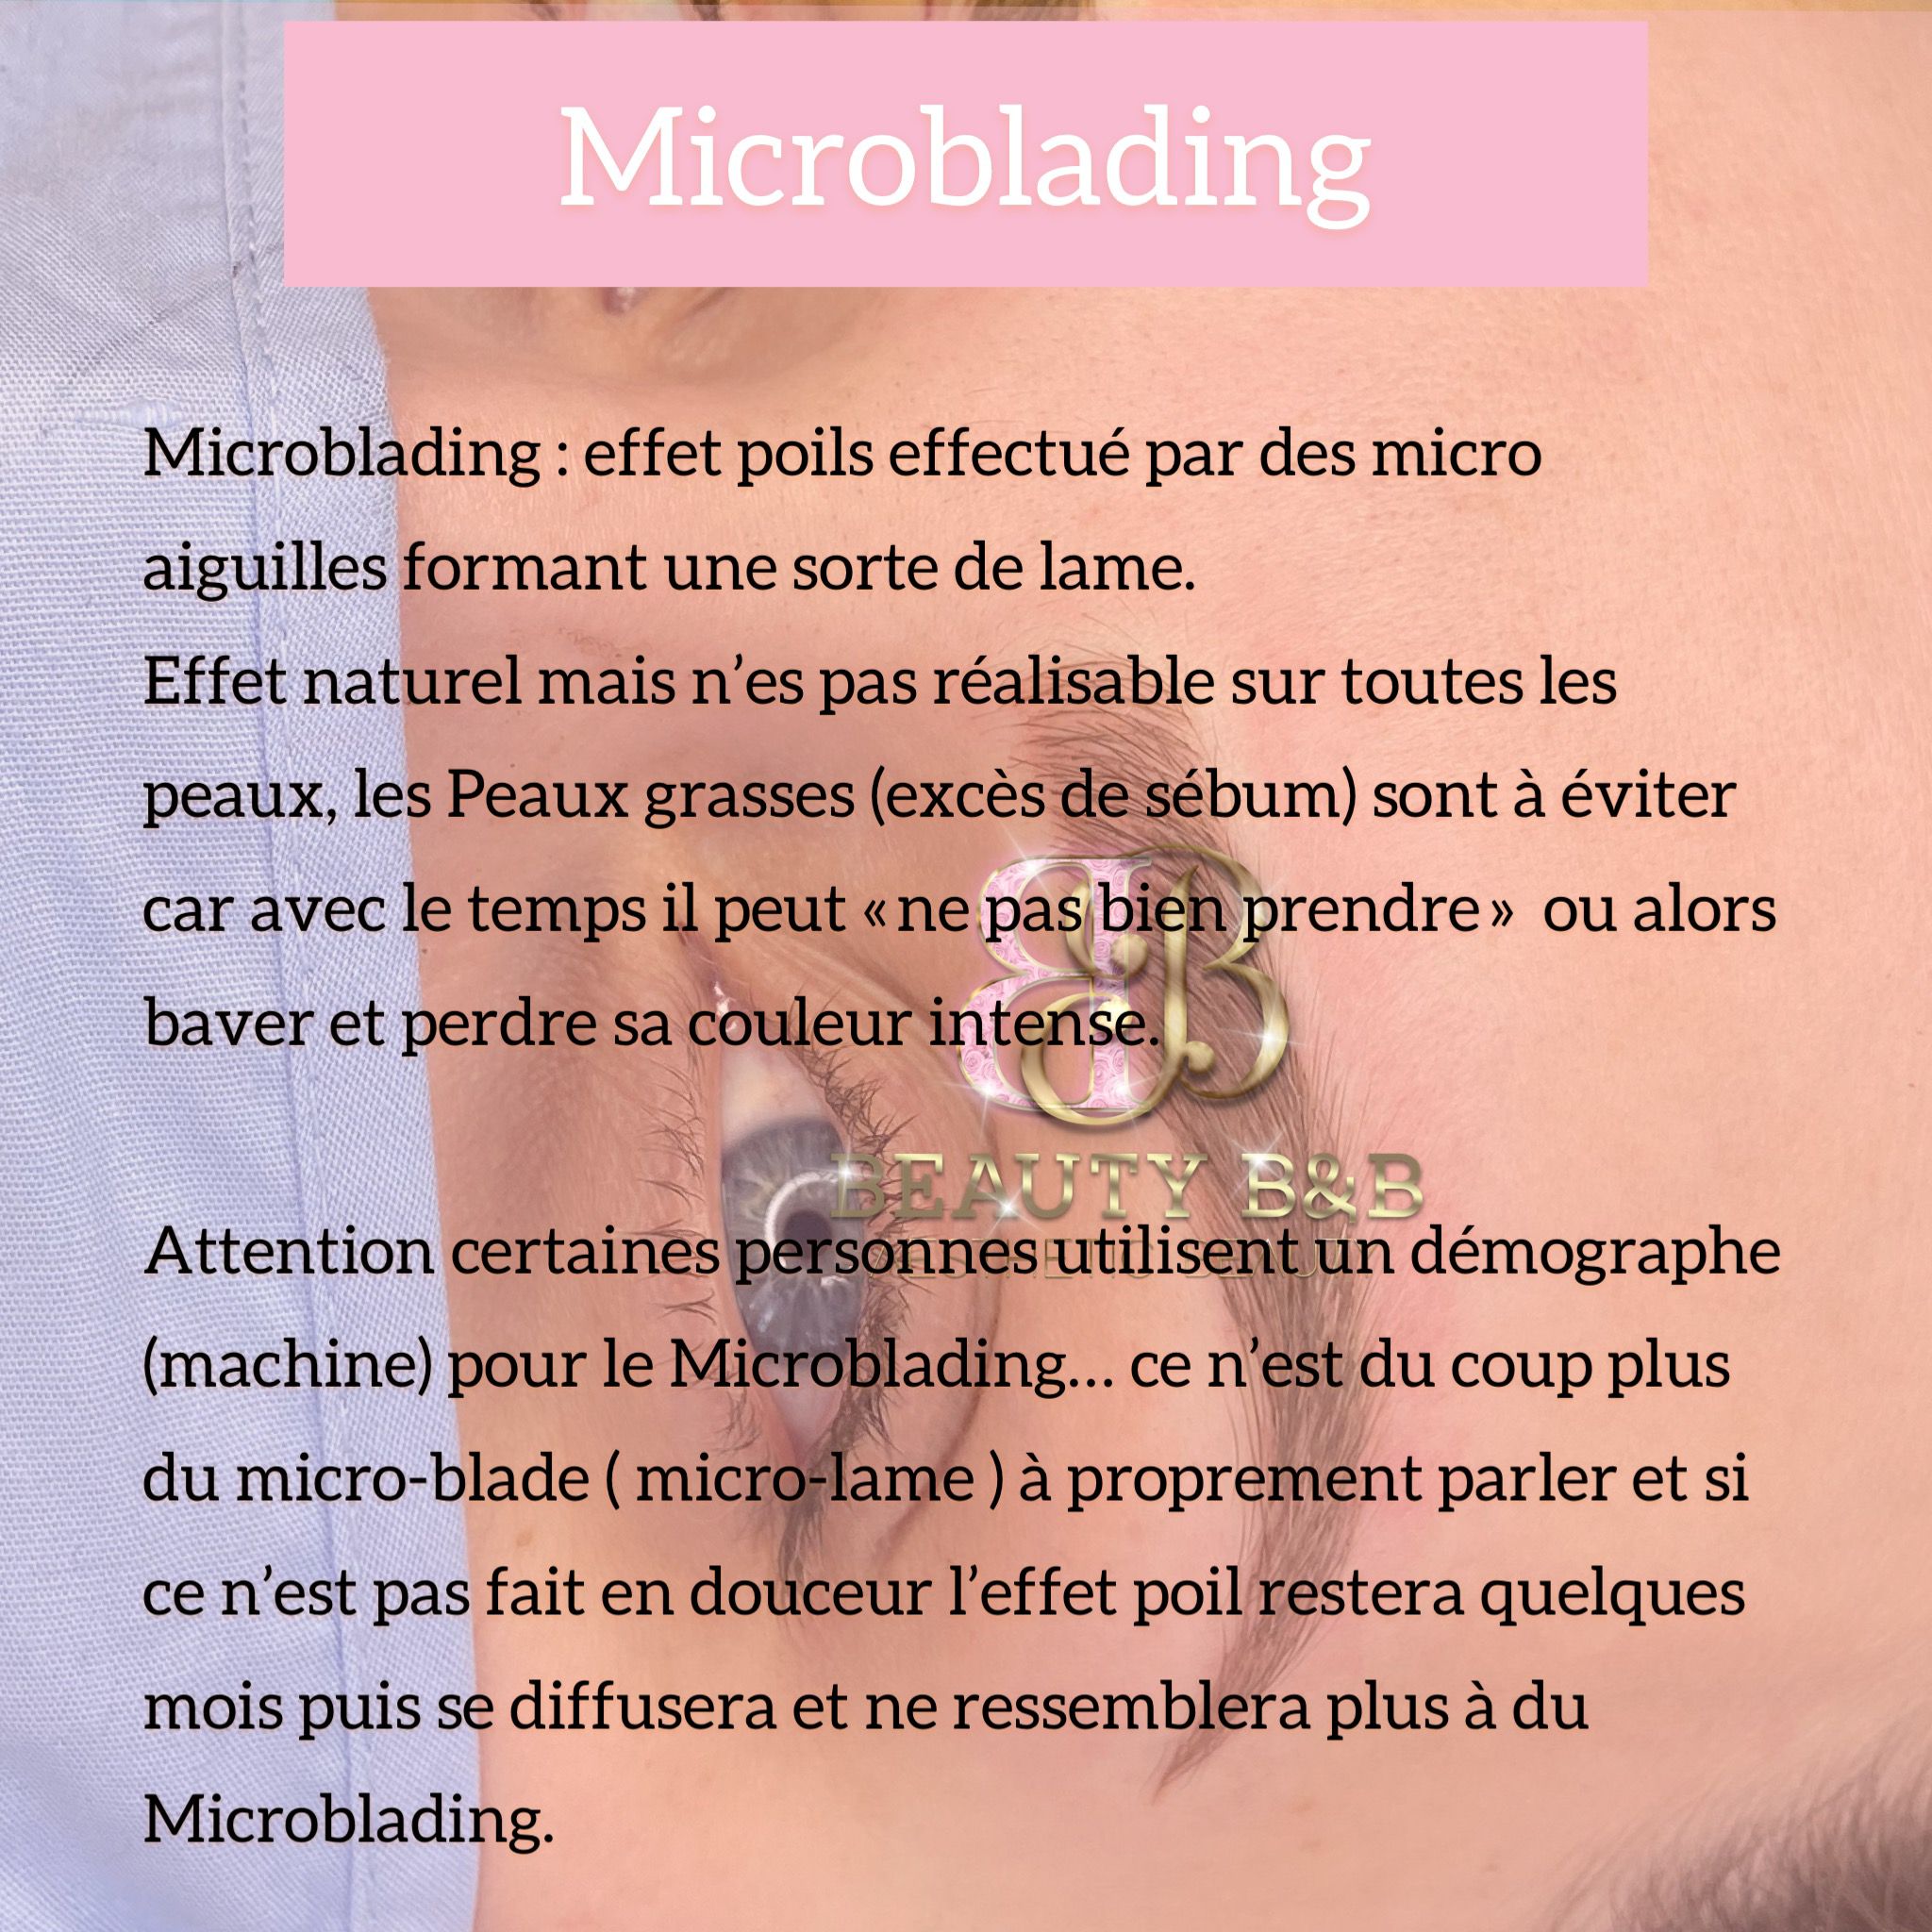 Microblading
Microblading : effet poils effectué par des micro
aiguilles formant une sorte de lame.
Effet naturel mais n’es pas réalisable sur toutes les
peaux, les Peaux grasses (excès de sébum) sont à éviter
car avec le temps il peut « ne pas bien prendre »  ou alors
baver et perdre sa couleur intense.
BB
BEAUTY B&B
Attention certaines personnes utilisent un démographe
(machine) pour le Microblading... ce n’est du coup plus
du micro-blade ( micro-lame ) à proprement parler et si
ce n’est pas fait en douceur l’effet poil restera quelques
mois puis se diffusera et ne ressemblera plus à du
Microblading.